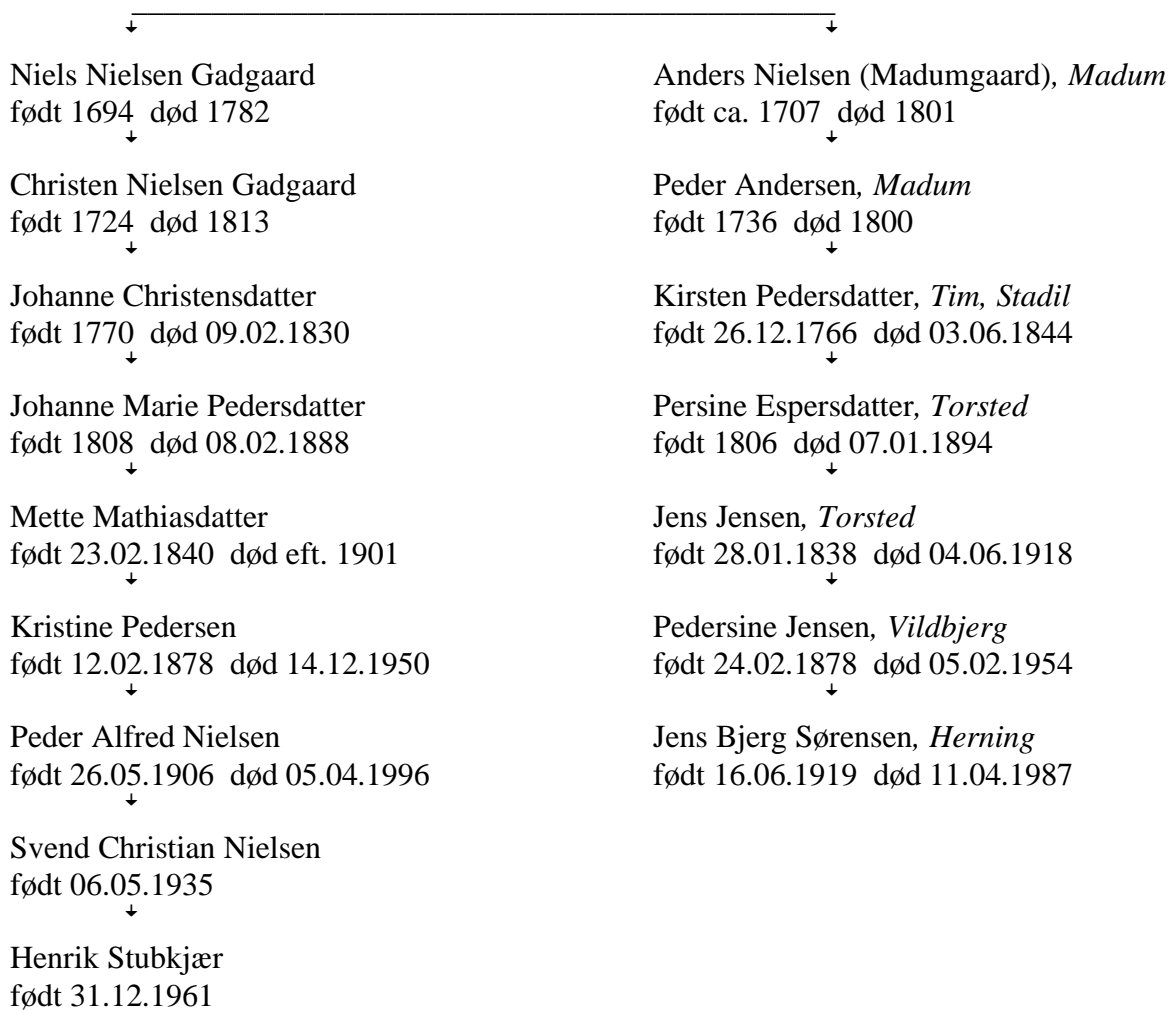 Niels Nielsen Gadgaard
født 1694 død 1782
Christen Nielsen Gadgaard
født 1724 død 1813
Johanne Christensdatter
født 1770 død 09.02.1830
Johanne Marie Pedersdatter
født 1808 død 08.02.1888
Mette Mathiasdatter
født 23.02.1840 død eft. 1901
Kristine Pedersen
født 12.02.1878 død 14.12.1950
Peder Alfred Nielsen
født 26.05.1906 død 05.04.1996
Svend Christian Nielsen
født 06.05.1935
Henrik Stubkjær
født 31.12.1961
Anders Nielsen (Madumgaard), Madum
født ca. 1707 død 1801
Peder Andersen, Madum
født 1736 død 1800
Kirsten Pedersdatter, Tim, Stadil
født 26.12.1766 død 03.06.1844
Persine Espersdatter, Torsted
født 1806 død 07.01.1894
Jens Jensen, Torsted
født 28.01.1838 død 04.06.1918
Pedersine Jensen, Vildbjerg
født 24.02.1878 død 05.02.1954
Jens Bjerg Sørensen, Herning
født 16.06.1919 død 11.04.1987